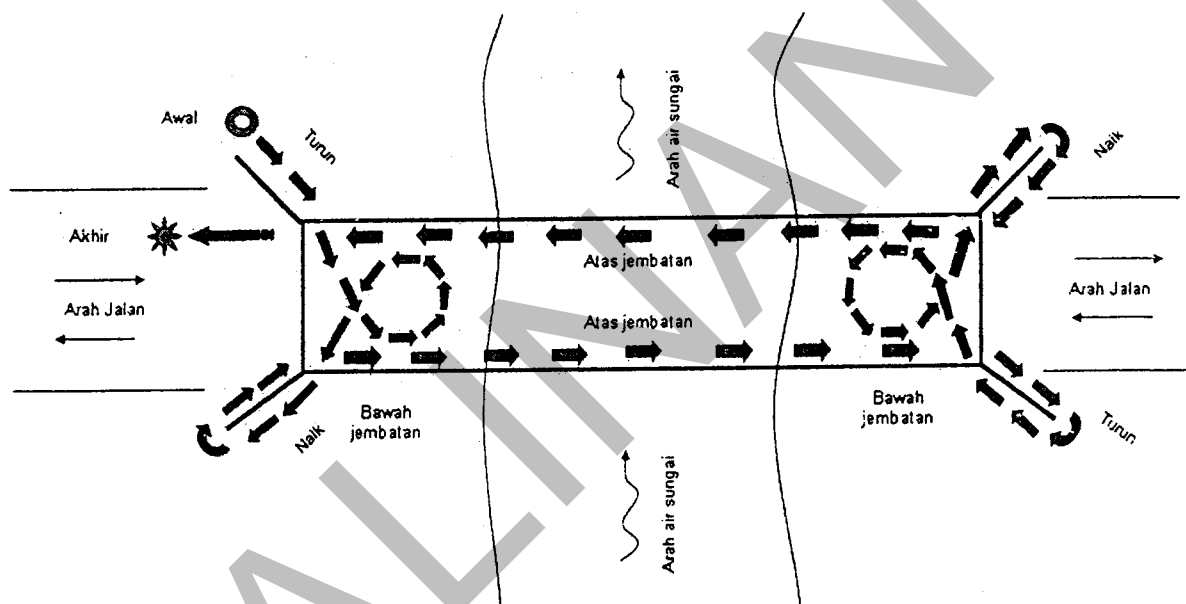 Awal
Turun
Arah air sungai
Naik
Akhir
Atas jembatan
Arah Jalan
Arah Jalan
Atas jembatan
Bawah
jembatan
Bawah
jembatan
Naik
Turun
Arah air sungai
ALINAN